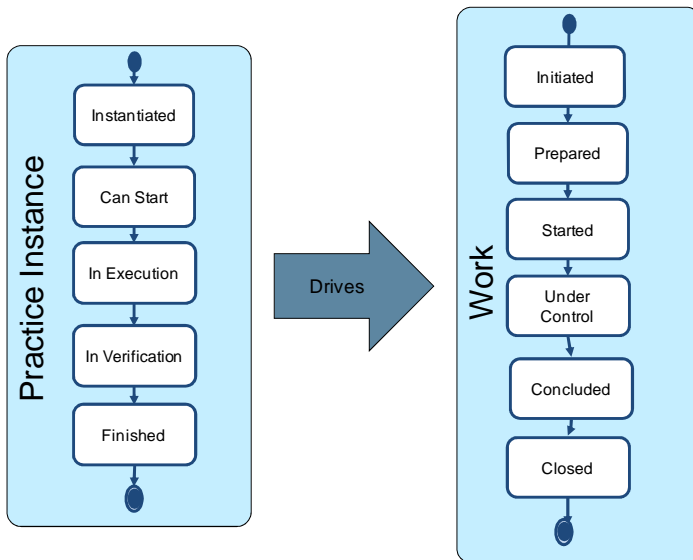 Practice Instance
Instantiated
Can Start
In Execution
In Verification
Finished
Drives
Work
Initiated
Prepared
Started
Under
Control
Concluded
Closed